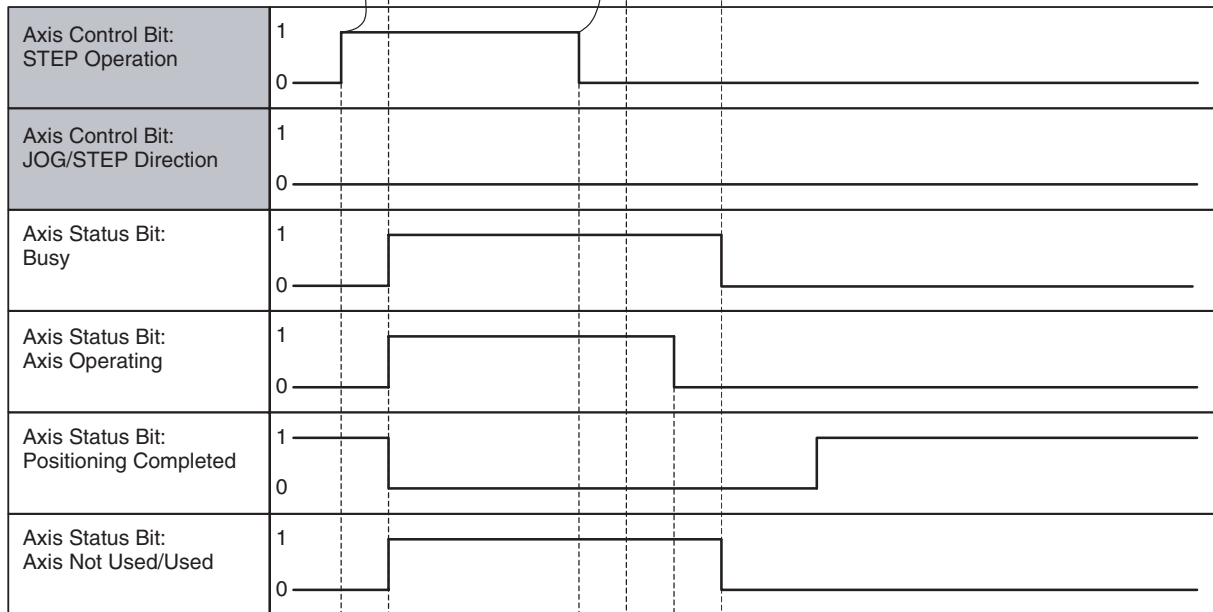 Axis Control Bit:
STEP Operation
1
0
Axis Control Bit:
JOG/STEP Direction
1
0
Axis Status Bit:
Busy
1
0
Axis Status Bit:
Axis Operating
1
0
Axis Status Bit:
Positioning Completed
1
0
Axis Status Bit:
Axis Not Used/Used
1
0